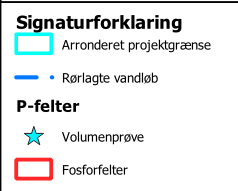 Signaturforklaring
Arronderet projektgrænse
Rørlagte vandløb
P-felter
Volumenprøve
Fosforfelter